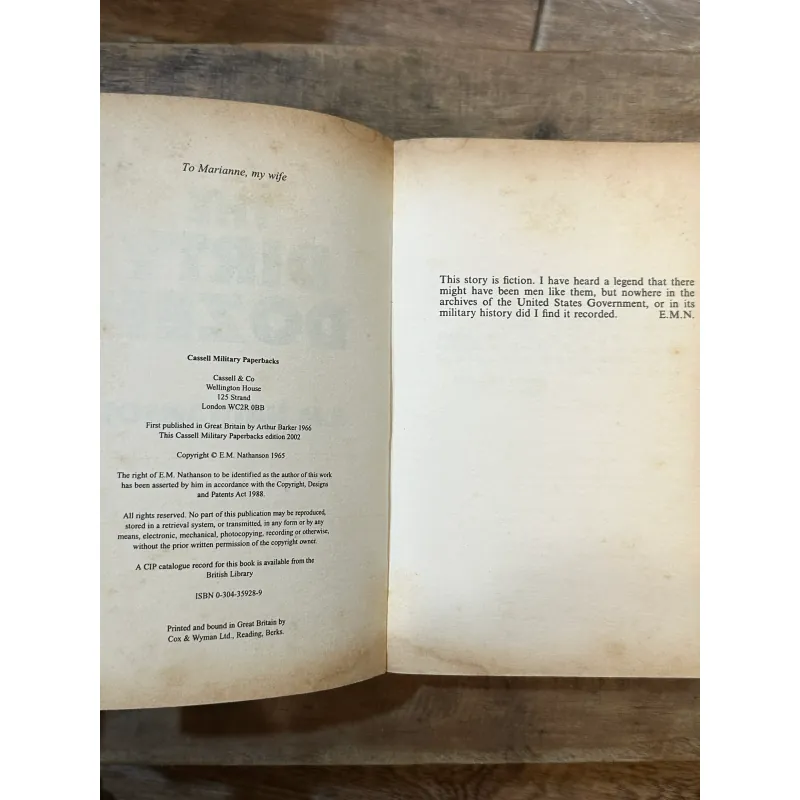 To Marianne, my wife
Cassell Military Paperbacks
Cassell & Co
Wellington House
125 Strand
London WC2R 0BB
First published in Great Britain by Arthur Barker 1966
This Cassell Military Paperbacks edition 2002
Copyright © E.M. Nathanson 1965
The right of E.M. Nathanson to be identified as the author of this work
has been asserted by him in accordance with the Copyright, Designs
and Patents Act 1988.
All rights reserved. No part of this publication may be reproduced,
stored in a retrieval system, or transmitted, in any form or by any
means, electronic, mechanical, photocopying, recording or otherwise,
without the prior written permission of the copyright owner.
A CIP catalogue record for this book is available from the
British Library
ISBN 0-304-35928-9
Printed and bound in Great Britain by
Cox & Wyman Ltd., Reading, Berks.
This story is fiction. I have heard a legend that there
might have been men like them, but nowhere in the
archives of the United States Government, or in its
military history did I find it recorded. E.M.N.